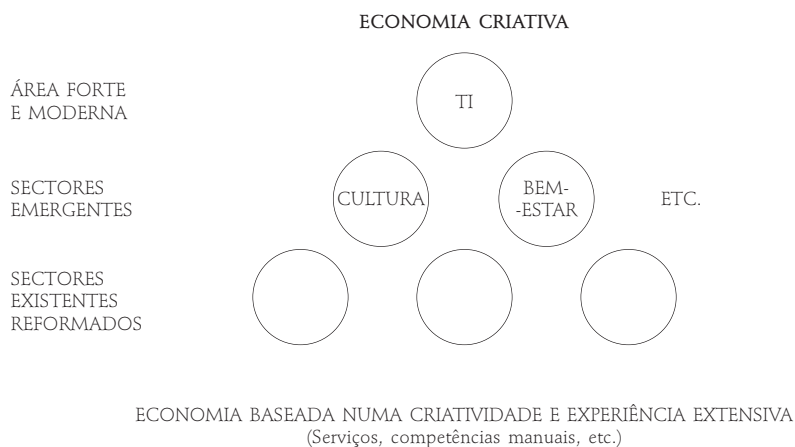 ECONOMIA CRIATIVA
ÁREA FORTE
E MODERNA
TI
SECTORES
EMERGENTES
CULTURA
BEM-
-ESTAR
ETC.
SECTORES
EXISTENTES
REFORMADOS
ECONOMIA BASEADA NUMA CRIATIVIDADE E EXPERIÊNCIA EXTENSIVA
(Serviços, competências manuais, etc.)